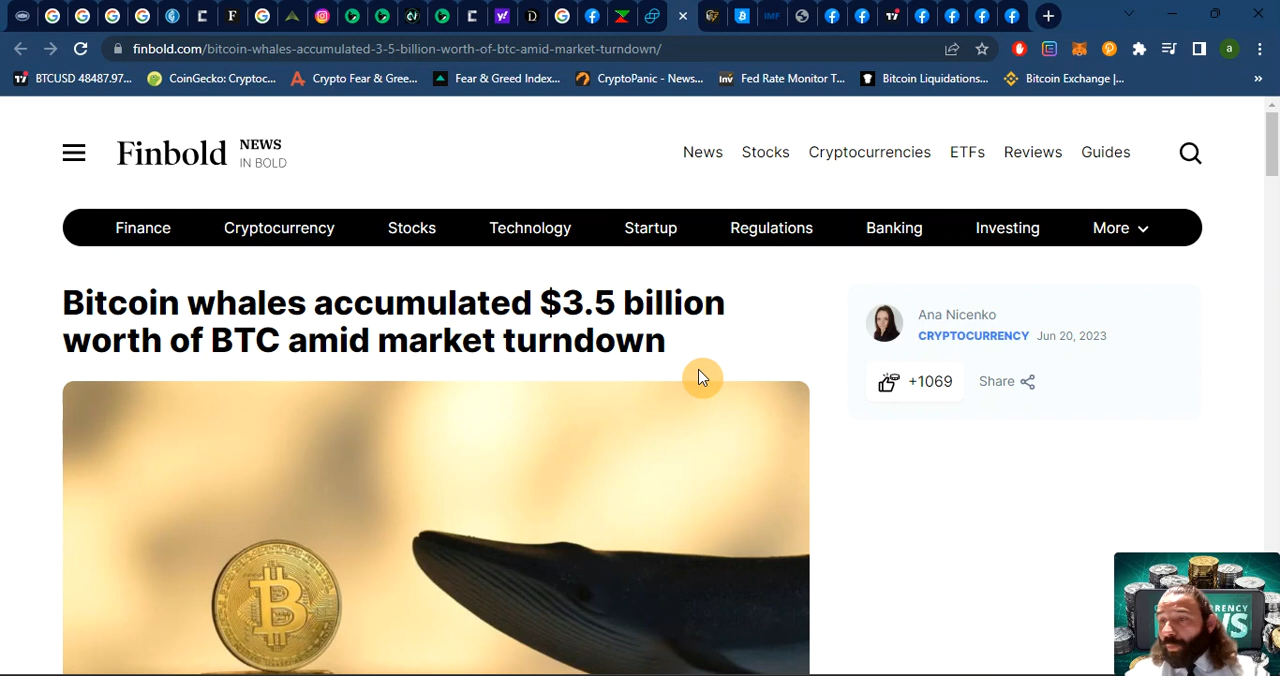 IMF
finbold.com/bitcoin-whales-accumulated-3-5-billion-worth-of-btc-amid-market-turndown/
a
BTCUSD 48487.97...
CoinGecko: Cryptoc...
Crypto Fear & Gree...
Fear & Greed Index...
CryptoPanic - News...
Inv
Fed Rate Monitor T...
Bitcoin Liquidations...
Bitcoin Exchange |...
»
Finbold
NEWS
IN BOLD
News
Stocks
Cryptocurrencies
ETFs
Reviews
Guides
Finance
Cryptocurrency
Stocks
Technology
Startup
Regulations
Banking
Investing
More
Bitcoin whales accumulated $3.5 billion
worth of BTC amid market turndown
Ana Nicenko
CRYPTOCURRENCY Jun 20, 2023
+1069
Share